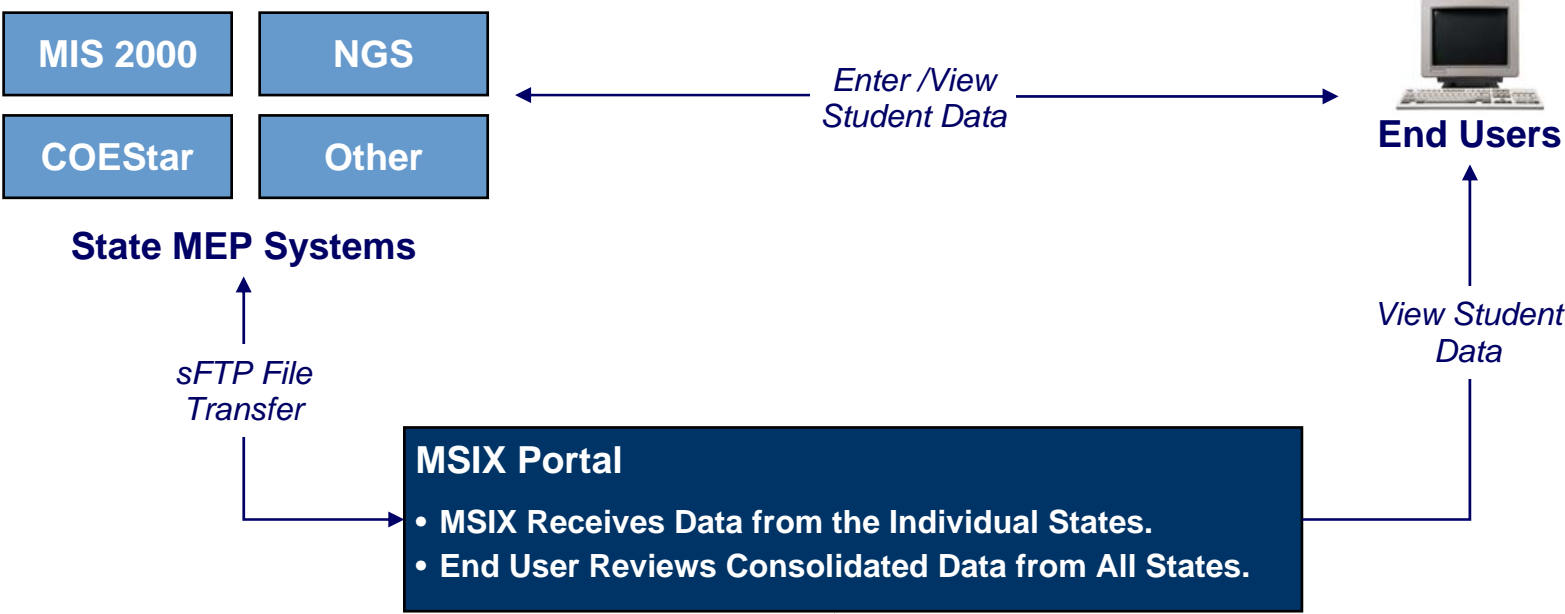 MIS 2000
NGS
COEStar
Other
State MEP Systems
Enter /View
Student Data
End Users
sFTP File
Transfer
View Student
Data
MSIX Portal
• MSIX Receives Data from the Individual States.
• End User Reviews Consolidated Data from All States.